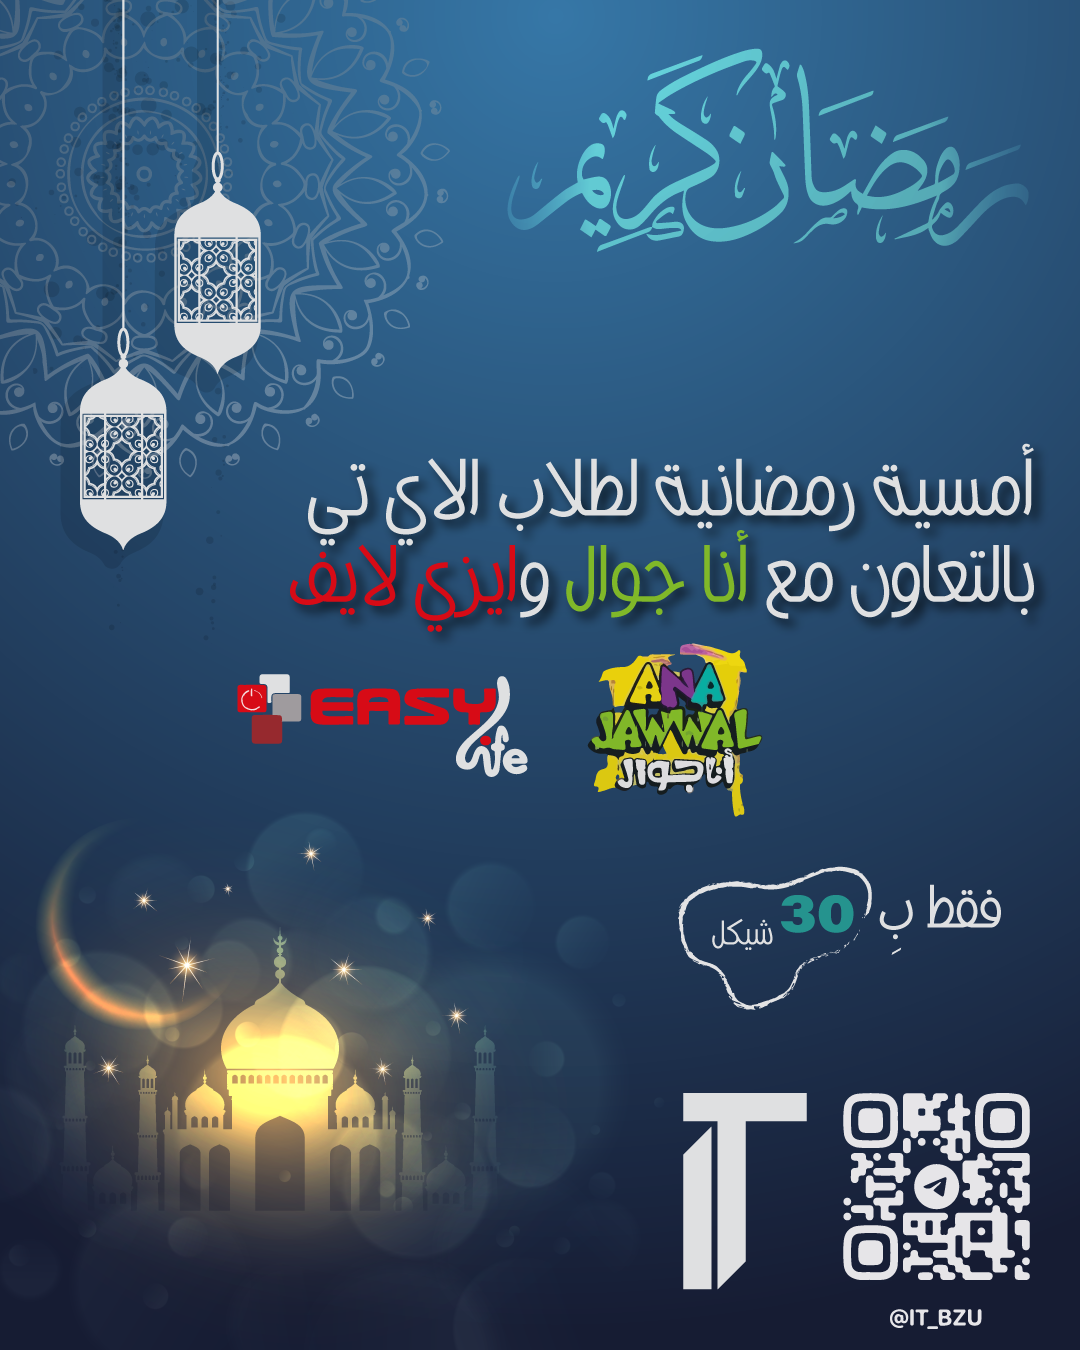 رمضان كريم
أمسية رمضانية لطلاب الاي تي
بالتعاون مع أنا جوال وايزي لايف
EASY Life
ANA
JAWWAL
أنا جوال
فقط بِ 30 شيكل
IT
@IT_BZU